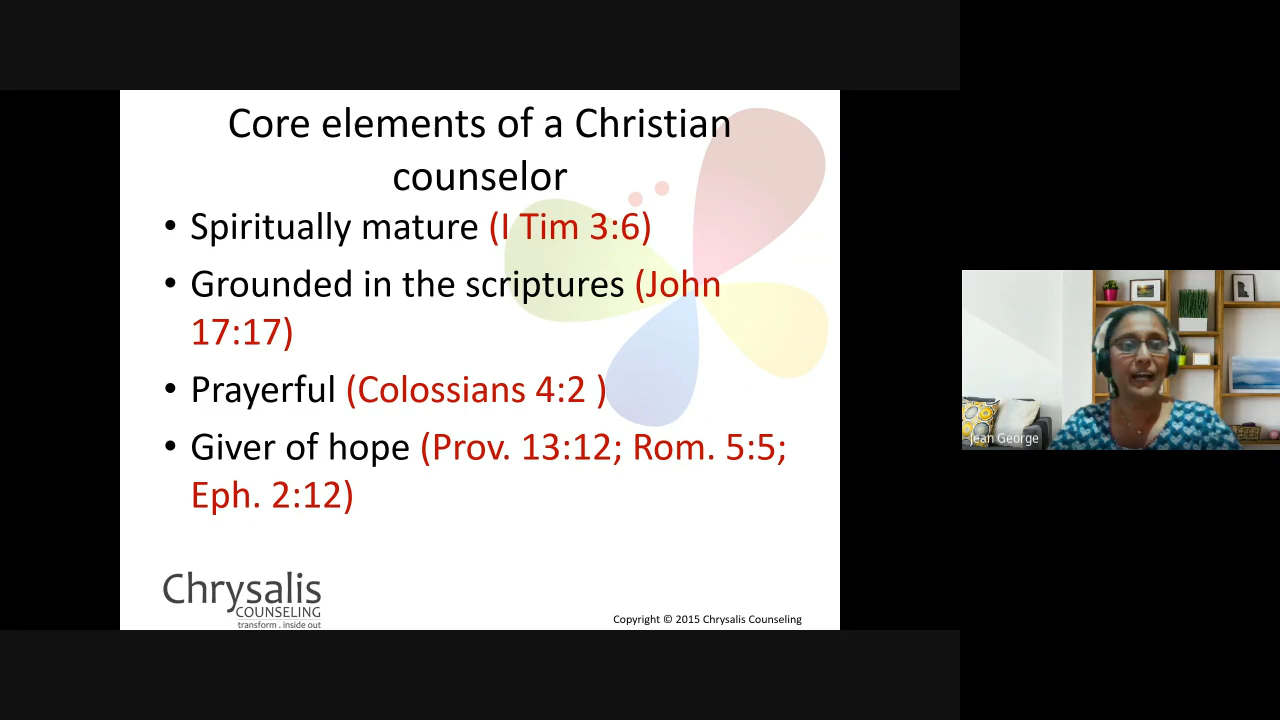 Core elements of a Christian
counselor
• Spiritually mature (I Tim 3:6)
• Grounded in the scriptures (John
17:17)
• Prayerful (Colossians 4:2 )
• Giver of hope (Prov. 13:12; Rom. 5:5;
Eph. 2:12)
Chrysalis
COUNSELING
transform . inside out
Copyright © 2015 Chrysalis Counseling
Jean George